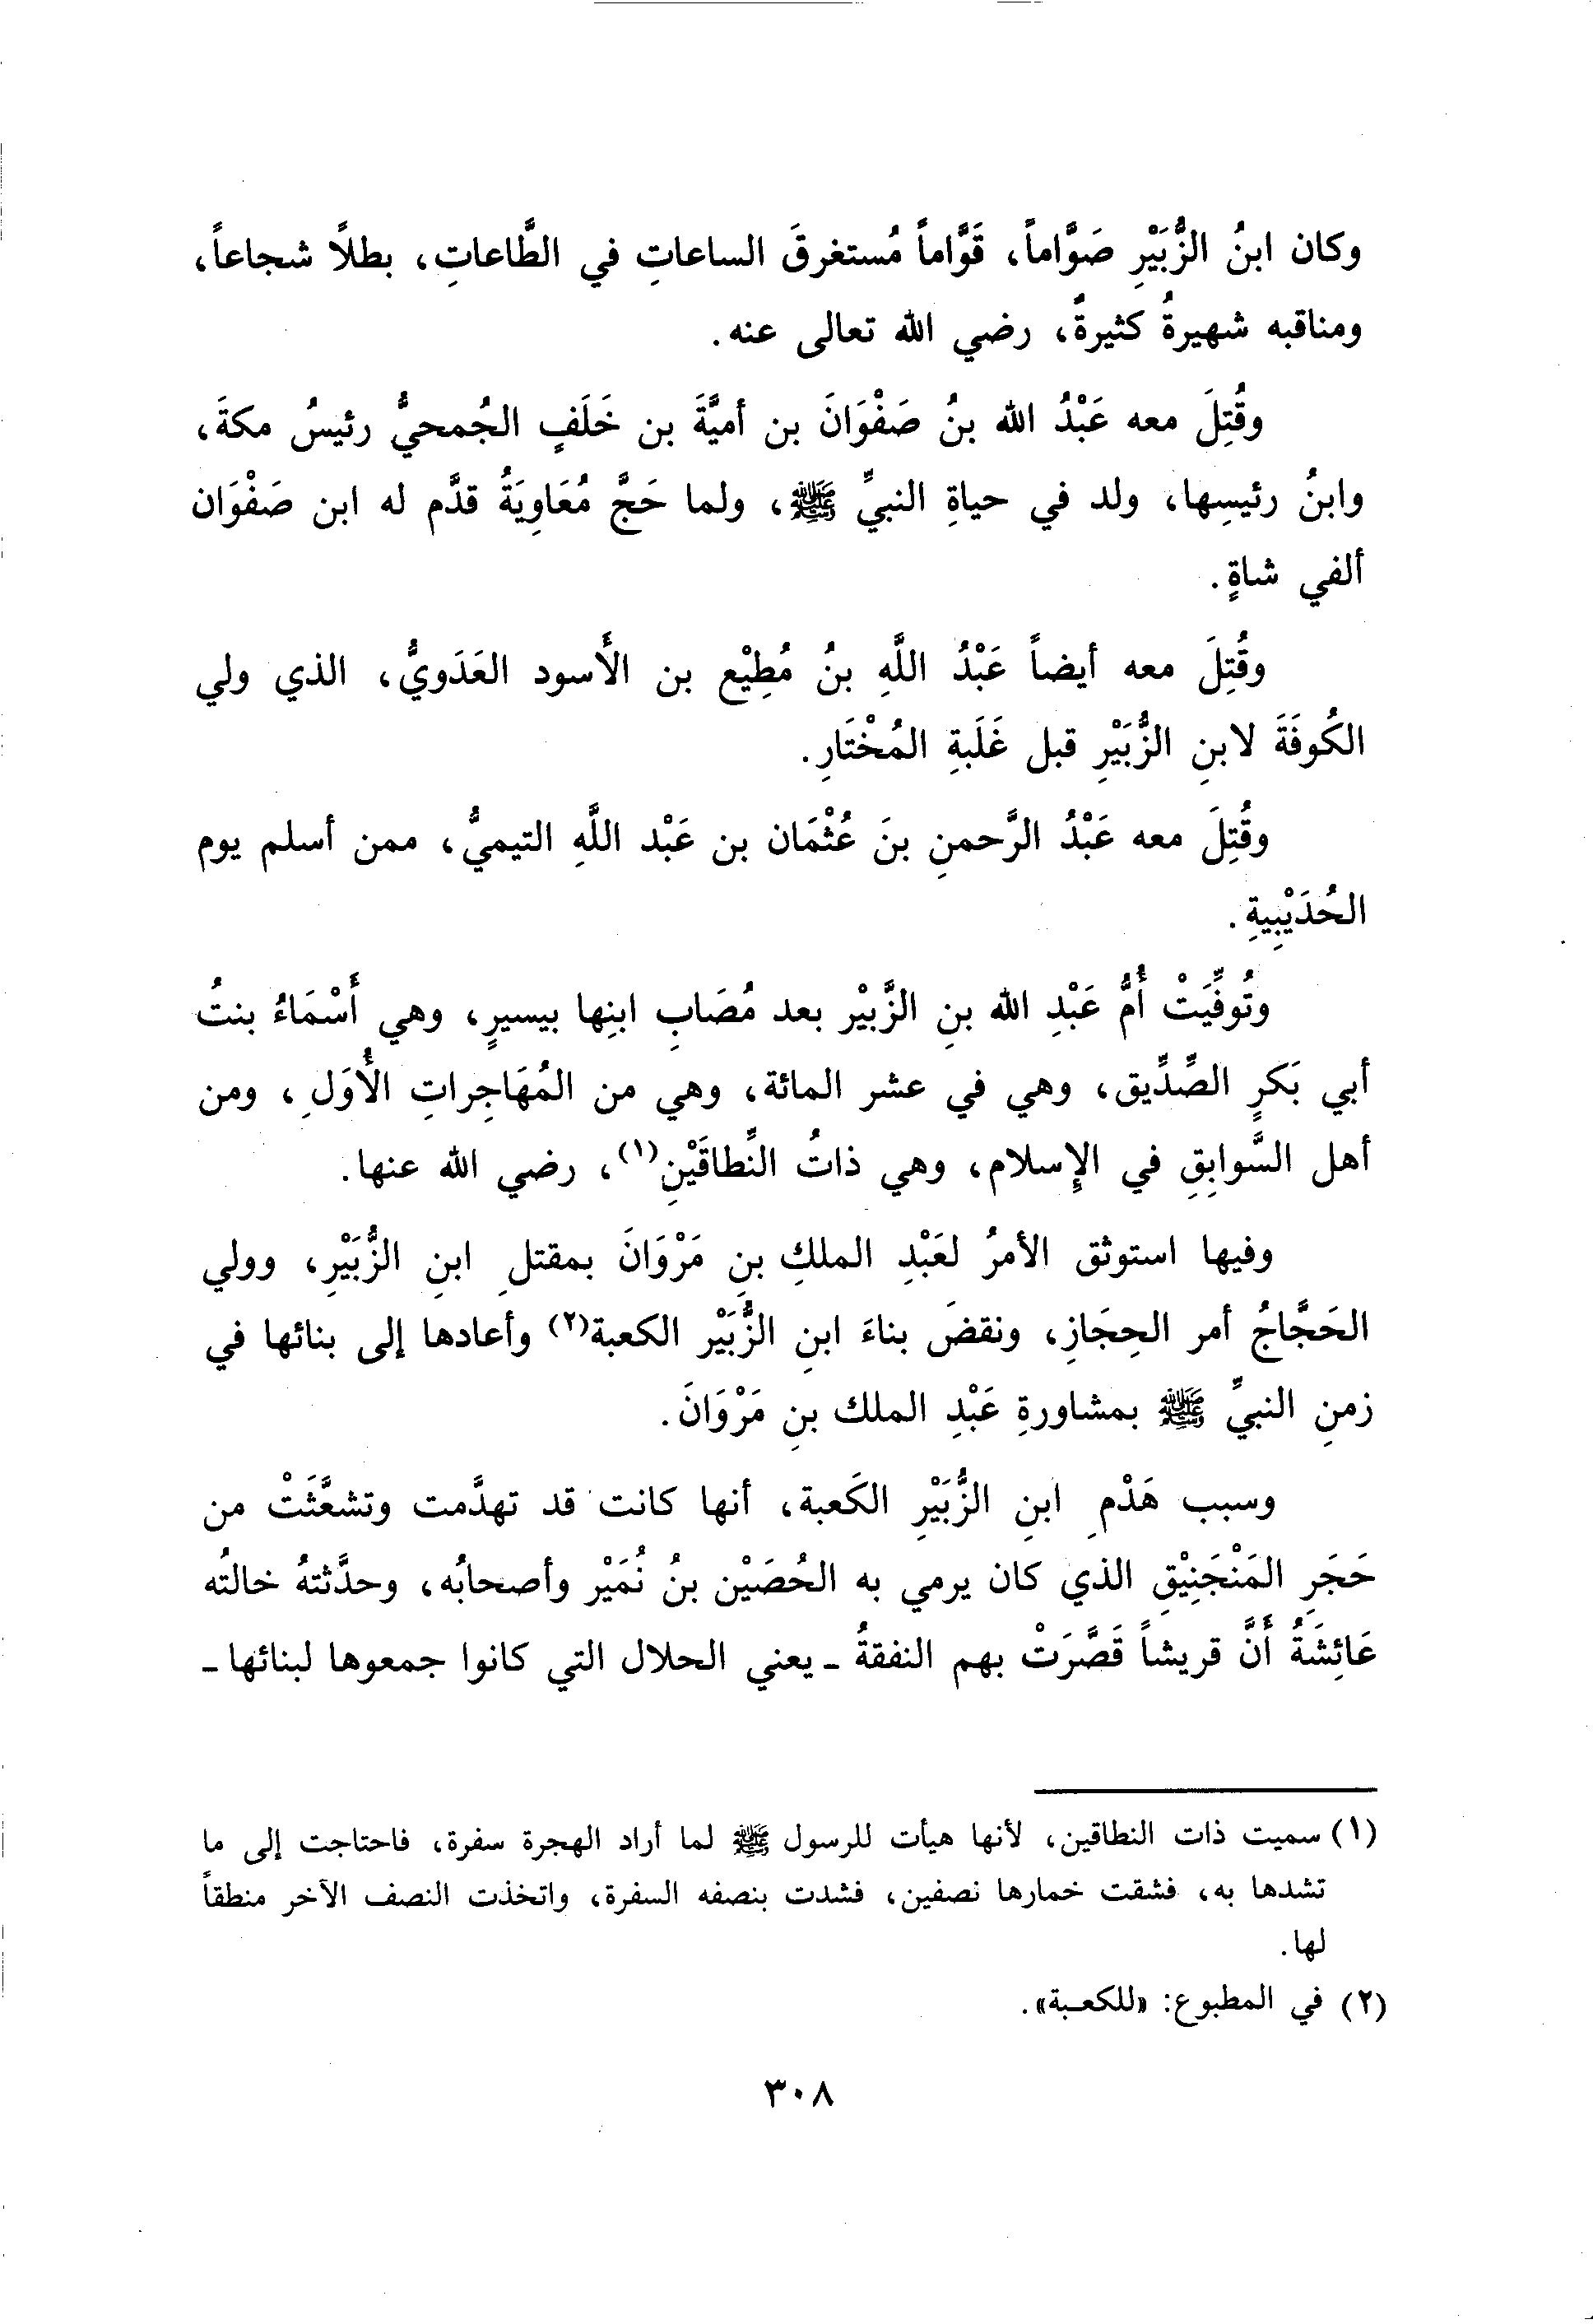 وكان ابنُ الزُّبَيْرِ صَوَّاماً، قَوَّاماً مُستغرقَ الساعاتِ في الطَّاعاتِ، بطلاً شجاعاً،
ومناقبه شهيرةُ كثيرةٌ، رضي الله تعالى عنه.
وقُتِلَ معه عَبْدُ الله بنُ صَفْوَانَ بن أميَّةَ بن خَلَفٍ الجُمحيُّ رئيسُ مكةَ،
وابنُ رئيسِها، ولد في حياةِ النبيِّ ﷺ، ولما حَجَّ مُعَاوِيَةُ قدَّم له ابن صَفْوَان
ألفي شاةٍ.
وقُتِلَ معه أيضاً عَبْدُ اللَّهِ بنُ مُطِيْع بن الأَسود العَدَويُّ، الذي ولي
الكُوفَةَ لابنِ الزُّبَيْرِ قبل غَلَبةِ المُخْتَارِ.
وقُتِلَ معه عَبْدُ الرَّحمنِ بنَ عُثْمَان بن عَبْد اللَّهِ التيميُّ، ممن أسلم يوم
الحُدَيْبِيةِ.
وتُوفِّيَتْ أُمُّ عَبْدِ الله بنِ الزَّبيْر بعد مُصَابِ ابنِها بيسيرٍ، وهي أَسْمَاءُ بنتُ
أبي بَكرٍ الصِّدِّيق، وهي في عشر المائة، وهي من المُهَاجِراتِ الأُوَلِ، ومن
أهل السَّوابِقِ في الإسلام، وهي ذاتُ النِّطاقَيْنِ(١)، رضي الله عنها.
وفيها استوثق الأمرُ لعَبْدِ الملكِ بنِ مَرْوَانَ بمقتلِ ابنِ الزُّبَيْرِ، وولي
الحَجَّاجُ أمر الحِجَازِ، ونقضَ بناءَ ابنِ الزُّبَيْر الكعبة(٢) وأعادها إلى بنائها في
زمنِ النبيِّ ﷺ بمشاورةِ عَبْدِ الملك بنِ مَرْوَانَ.
وسبب هَدْمِ ابنِ الزُّبَيْرِ الكَعبة، أنها كانت قد تهدَّمت وتشعَّثَتْ من
حَجَرِ المَنْجَنِيْقِ الذي كان يرمي به الحُصَيْن بنُ نُمَيْر وأصحابُه، وحدَّثتهُ خالتُه
عَائِشَةُ أَنَّ قريشاً قَصَّرَتْ بهم النفقةُ ـ يعني الحلال التي كانوا جمعوها لبنائها ـ
(١) سميت ذات النطاقين، لأنها هيأت للرسول ﷺ لما أراد الهجرة سفرة، فاحتاجت إلى ما
تشدها به، فشقت خمارها نصفين، فشدت بنصفه السفرة، واتخذت النصف الآخر منطقاً
لها.
(٢) في المطبوع: «للكعبة».
٣٠٨